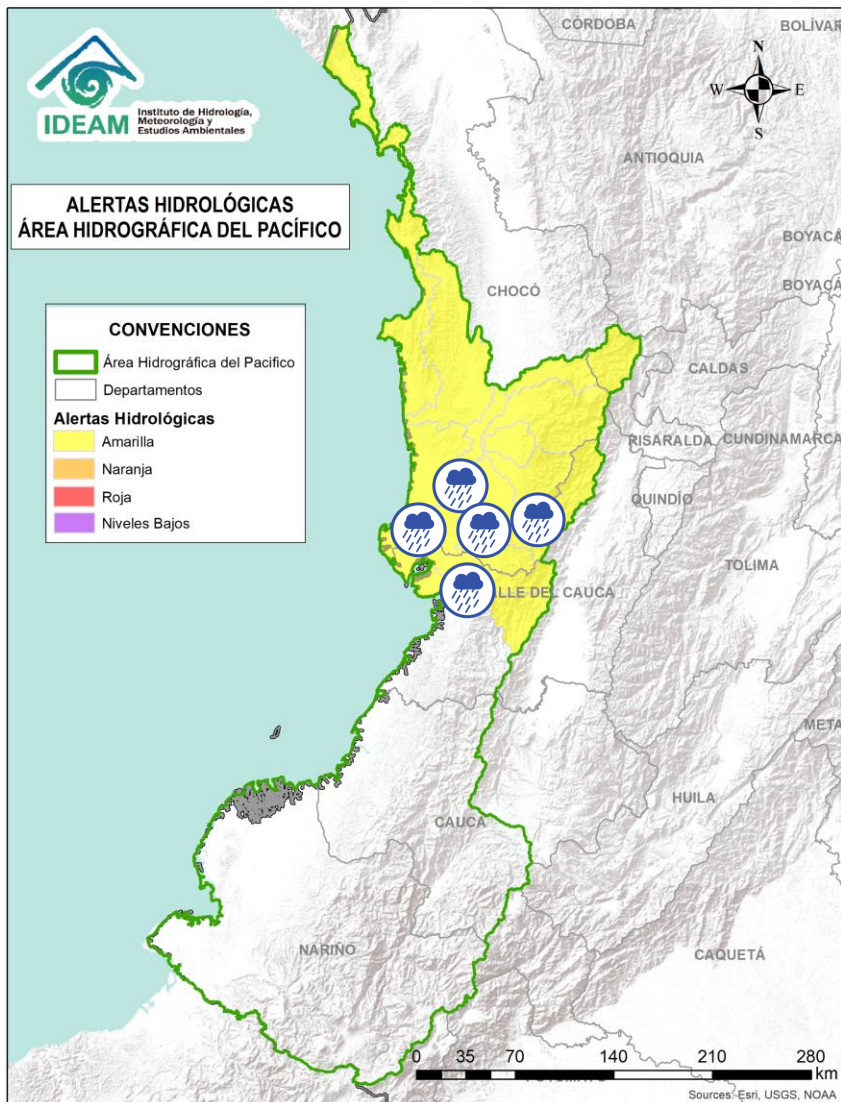 CÓRDOBA
BOLÍVAR
IDEAM
Instituto de Hidrología,
Meteorología y
Estudios Ambientales
N
W
E
S
ANTIOQUIA
ALERTAS HIDROLÓGICAS
ÁREA HIDROGRÁFICA DEL PACÍFICO
BOYACÁ
BOYACÁ
CHOCÓ
CONVENCIONES
Área Hidrográfica del Pacifico
Departamentos
Alertas Hidrológicas
Amarilla
Naranja
Roja
Niveles Bajos
CALDAS
RISARALDA
CUNDINAMARCA
QUINDÍO
TOLIMA
ALLE DEL CAUCA
META
HUILA
CAUCA
NARIÑO
CAQUETÁ
0 35 70 140 210 280
km
Sources: Esri, USGS, NOAA